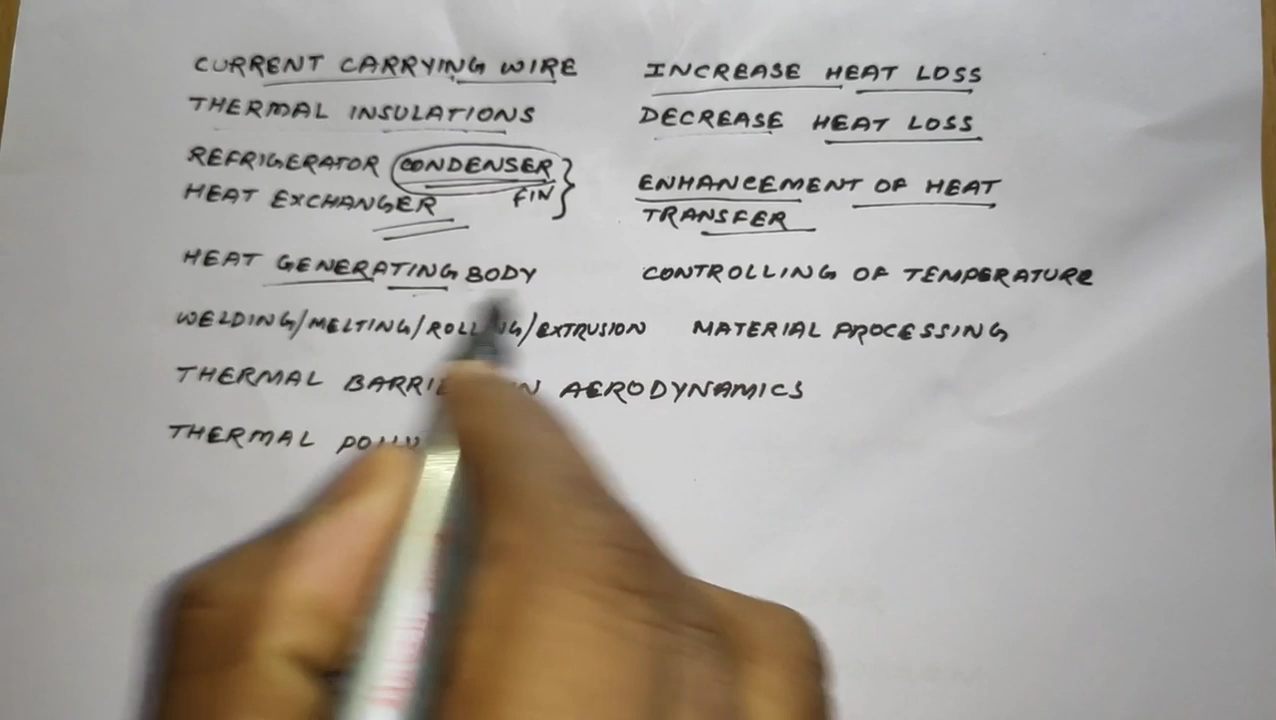 CURRENT CARRYING WIRE INCREASE HEAT LOSS
THERMAL INSULATIONS DECREASE HEAT LOSS
REFRIGERATOR CONDENSER
HEAT EXCHANGER FIN
ENHANCEMENT OF HEAT
TRANSFER
HEAT GENERATING BODY CONTROLLING OF TEMPERATURE
WELDING/MELTING/ROLLING/EXTRUSION MATERIAL PROCESSING
THERMAL AERODYNAMICS
THERMAL